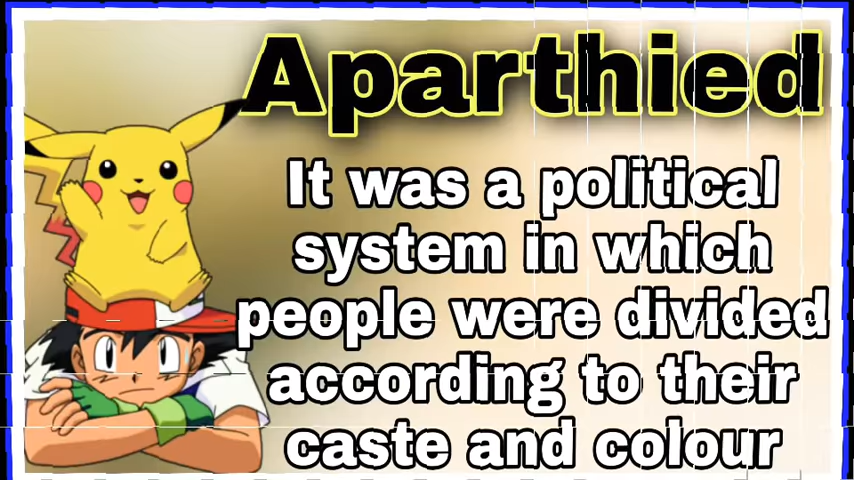 Aparthied
It was a political
system in which
people were divided
according to their
caste and colour